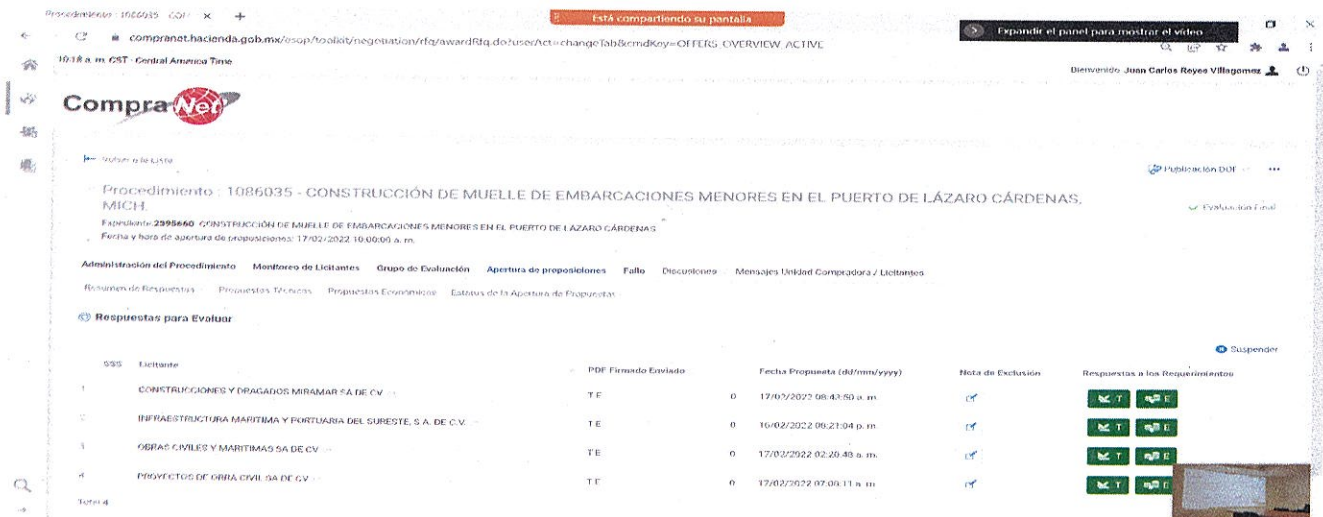 Procedimiento : 1086035 - COI
Está compartiendo su pantalla
compranet.hacienda.gob.mx/esop/toolkit/negotiation/rfq/awardRfq.do?userAct=changeTab&cmdKey=OFFERS_OVERVIEW_ACTIVE
Expandir el panel para mostrar el vídeo
10:18 a. m. CST - Central America Time
Bienvenido Juan Carlos Reyes Villagomez
CompraNet
Volver a la Lista
Publicación DOF
Procedimiento : 1086035 - CONSTRUCCIÓN DE MUELLE DE EMBARCACIONES MENORES EN EL PUERTO DE LÁZARO CÁRDENAS,
MICH.
Evaluación Final
Expediente 2395660 CONSTRUCCIÓN DE MUELLE DE EMBARCACIONES MENORES EN EL PUERTO DE LAZARO CÁRDENAS
Fecha y hora de apertura de proposiciones: 17/02/2022 10:00:00 a. m.
Administración del Procedimiento Monitoreo de Licitantes Grupo de Evaluación Apertura de proposiciones Fallo Discusiones Mensajes Unidad Compradora / Licitantes
Resumen de Respuestas Propuestas Técnicas Propuestas Económicas Estatus de la Apertura de Propuestas
Respuestas para Evaluar
Suspender
Licitante PDF Firmado Enviado Fecha Propuesta (dd/mm/yyyy) Nota de Exclusión Respuestas a los Requerimientos
1 CONSTRUCCIONES Y DRAGADOS MIRAMAR SA DE CV T E 0 17/02/2022 08:43:50 a. m. T E
2 INFRAESTRUCTURA MARITIMA Y PORTUARIA DEL SURESTE, S.A. DE C.V. T E 0 16/02/2022 06:21:04 p. m. T E
3 OBRAS CIVILES Y MARITIMAS SA DE CV T E 0 17/02/2022 02:20:48 a. m. T E
4 PROYECTOS DE OBRA CIVIL SA DE CV T E 0 17/02/2022 07:00:11 a. m. T E
Total 4